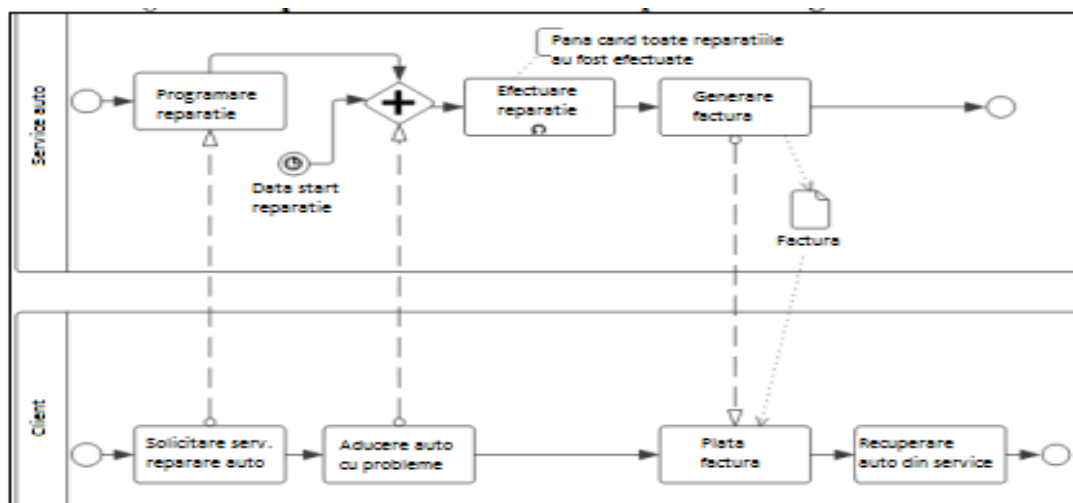 Service auto
Pana cand toate reparatiile
au fost efectuate
Programare
reparatie
Efectuare
reparatie
Generare
factura
Data start
reparatie
Factura
Client
Solicitare serv.
reparare auto
Aducere auto
cu probleme
Plata
factura
Recuperare
auto din service